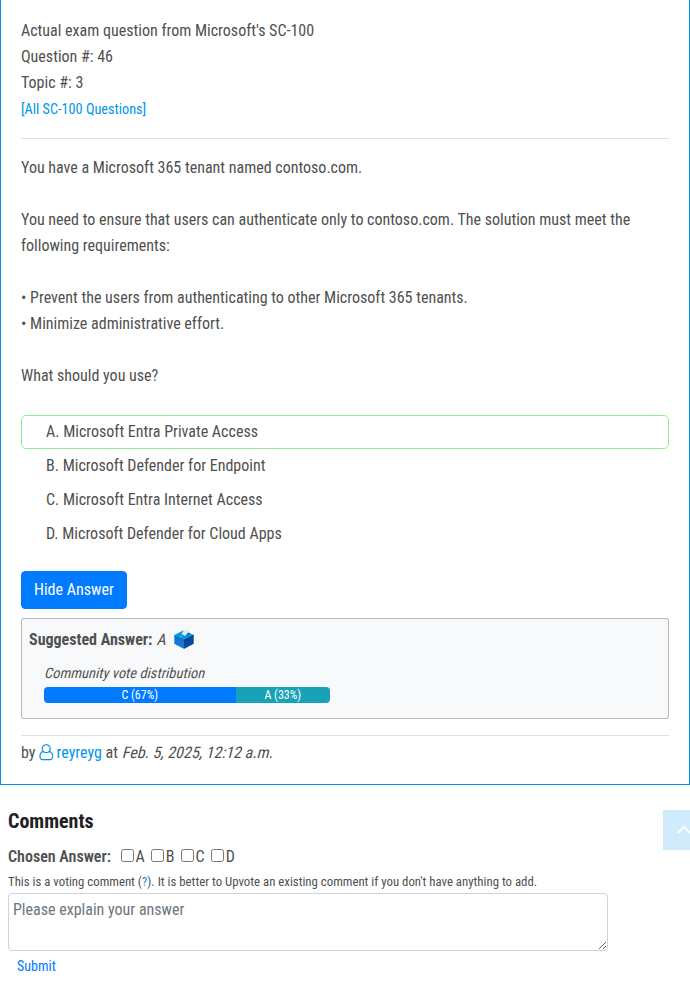 Actual exam question from Microsoft's SC-100
Question #: 46
Topic #: 3
[All SC-100 Questions]
You have a Microsoft 365 tenant named contoso.com.
You need to ensure that users can authenticate only to contoso.com. The solution must meet the
following requirements:
• Prevent the users from authenticating to other Microsoft 365 tenants.
• Minimize administrative effort.
What should you use?
A. Microsoft Entra Private Access
B. Microsoft Defender for Endpoint
C. Microsoft Entra Internet Access
D. Microsoft Defender for Cloud Apps
Hide Answer
Suggested Answer: A
Community vote distribution
C (67%) A (33%)
by reyreyg at Feb. 5, 2025, 12:12 a.m.
Comments
Chosen Answer: A B C D
This is a voting comment (?). It is better to Upvote an existing comment if you don't have anything to add.
Please explain your answer
Submit